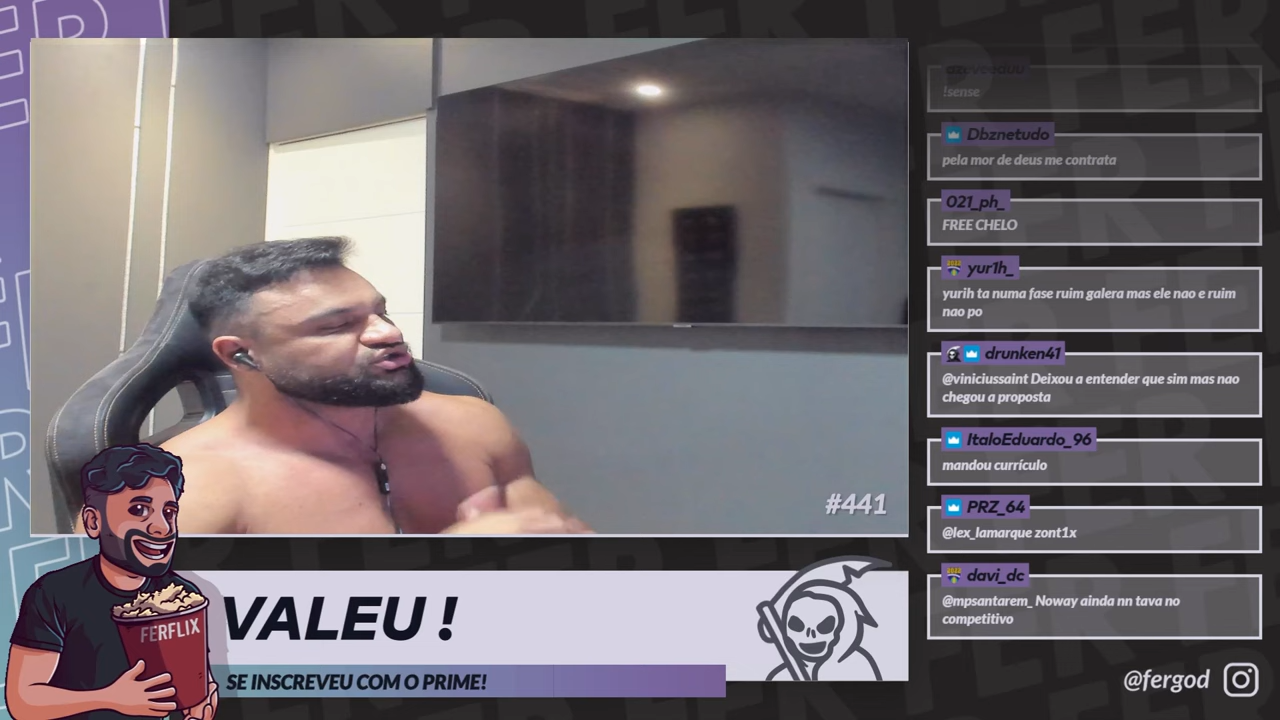 #441
VALEU !
SE INSCREVEU COM O PRIME!
FERFLIX
!sense
Dbznetudo
pela mor de deus me contrata
021_ph_
FREE CHELO
yur1h_
yurih ta numa fase ruim galera mas ele nao e ruim
nao po
drunken41
@viniciussaint Deixou a entender que sim mas nao
chegou a proposta
ItaloEduardo_96
mandou currículo
PRZ_64
@lex_lamarque zont1x
davi_dc
@mpsantarem_ Noway ainda nn tava no
competitivo
@fergod